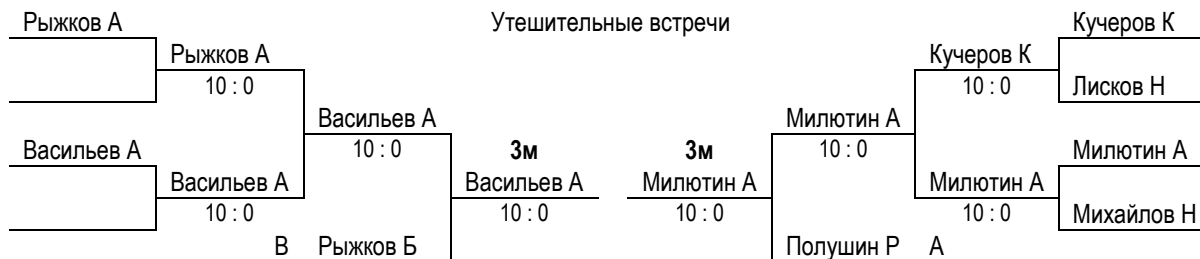 Рыжков А
Утешительные встречи
Кучеров К
Рыжков А
Кучеров К
10 : 0
10 : 0
Лисков Н
Васильев А
Милютин А
Васильев А
10 : 0
3м
3м
10 : 0
Милютин А
Васильев А
Васильев А
Милютин А
Милютин А
10 : 0
10 : 0
10 : 0
10 : 0
Михайлов Н
В Рыжков Б
Полушин Р А